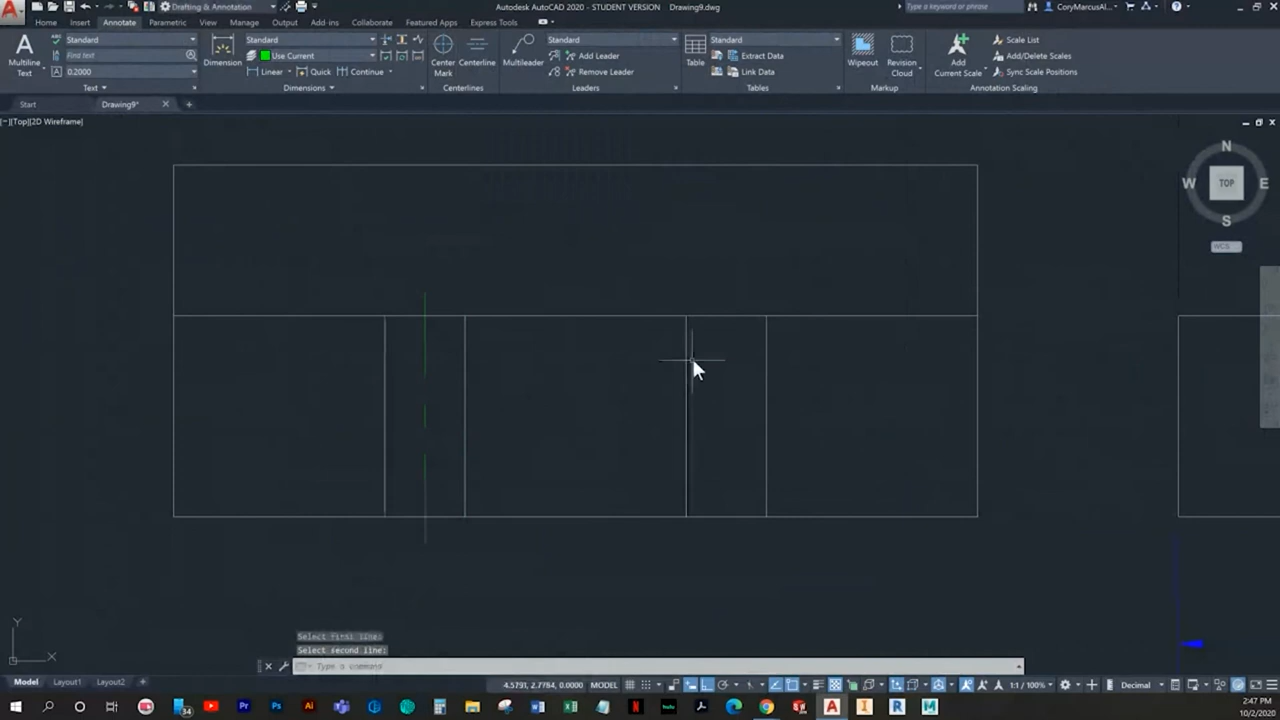 Autodesk AutoCAD 2020 - STUDENT VERSION Drawing9.dwg
Drafting & Annotation
Type a keyword or phrase
CoryMarcusAl...
Home Insert Annotate Parametric View Manage Output Add-ins Collaborate Featured Apps Express Tools
Standard
Find text
0.2000
Multiline Text
Text
Standard
Use Current
Dimension
Linear Quick Continue
Dimensions
Center Mark
Centerline
Centerlines
Standard
Multileader
Add Leader
Remove Leader
Leaders
Standard
Table
Extract Data
Link Data
Tables
Wipeout
Revision Cloud
Markup
Add Current Scale
Scale List
Add/Delete Scales
Sync Scale Positions
Annotation Scaling
Start Drawing9*
[−][Top][2D Wireframe]
N
W TOP E
S
WCS
Y
X
Select second line:
Type a command
Model Layout1 Layout2
4.5791, 2.7784, 0.0000 MODEL
1:1 / 100%
Decimal
34
hulu
2:47 PM
10/2/2020